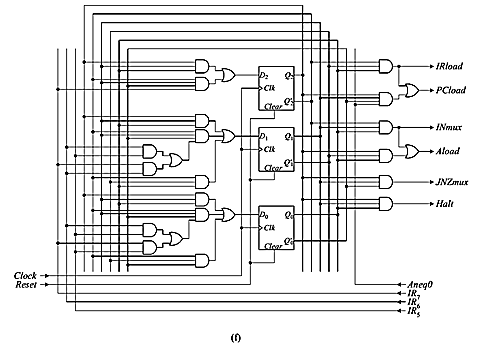 D2 Q2
Clk
Q'2
Clear
D1 Q1
Clk
Q'1
Clear
D0 Q0
Clk
Q'0
Clear
IRload
PCload
INmux
Aload
JNZmux
Halt
Clock
Reset
Aneq0
IR7
IR6
IR5
(f)